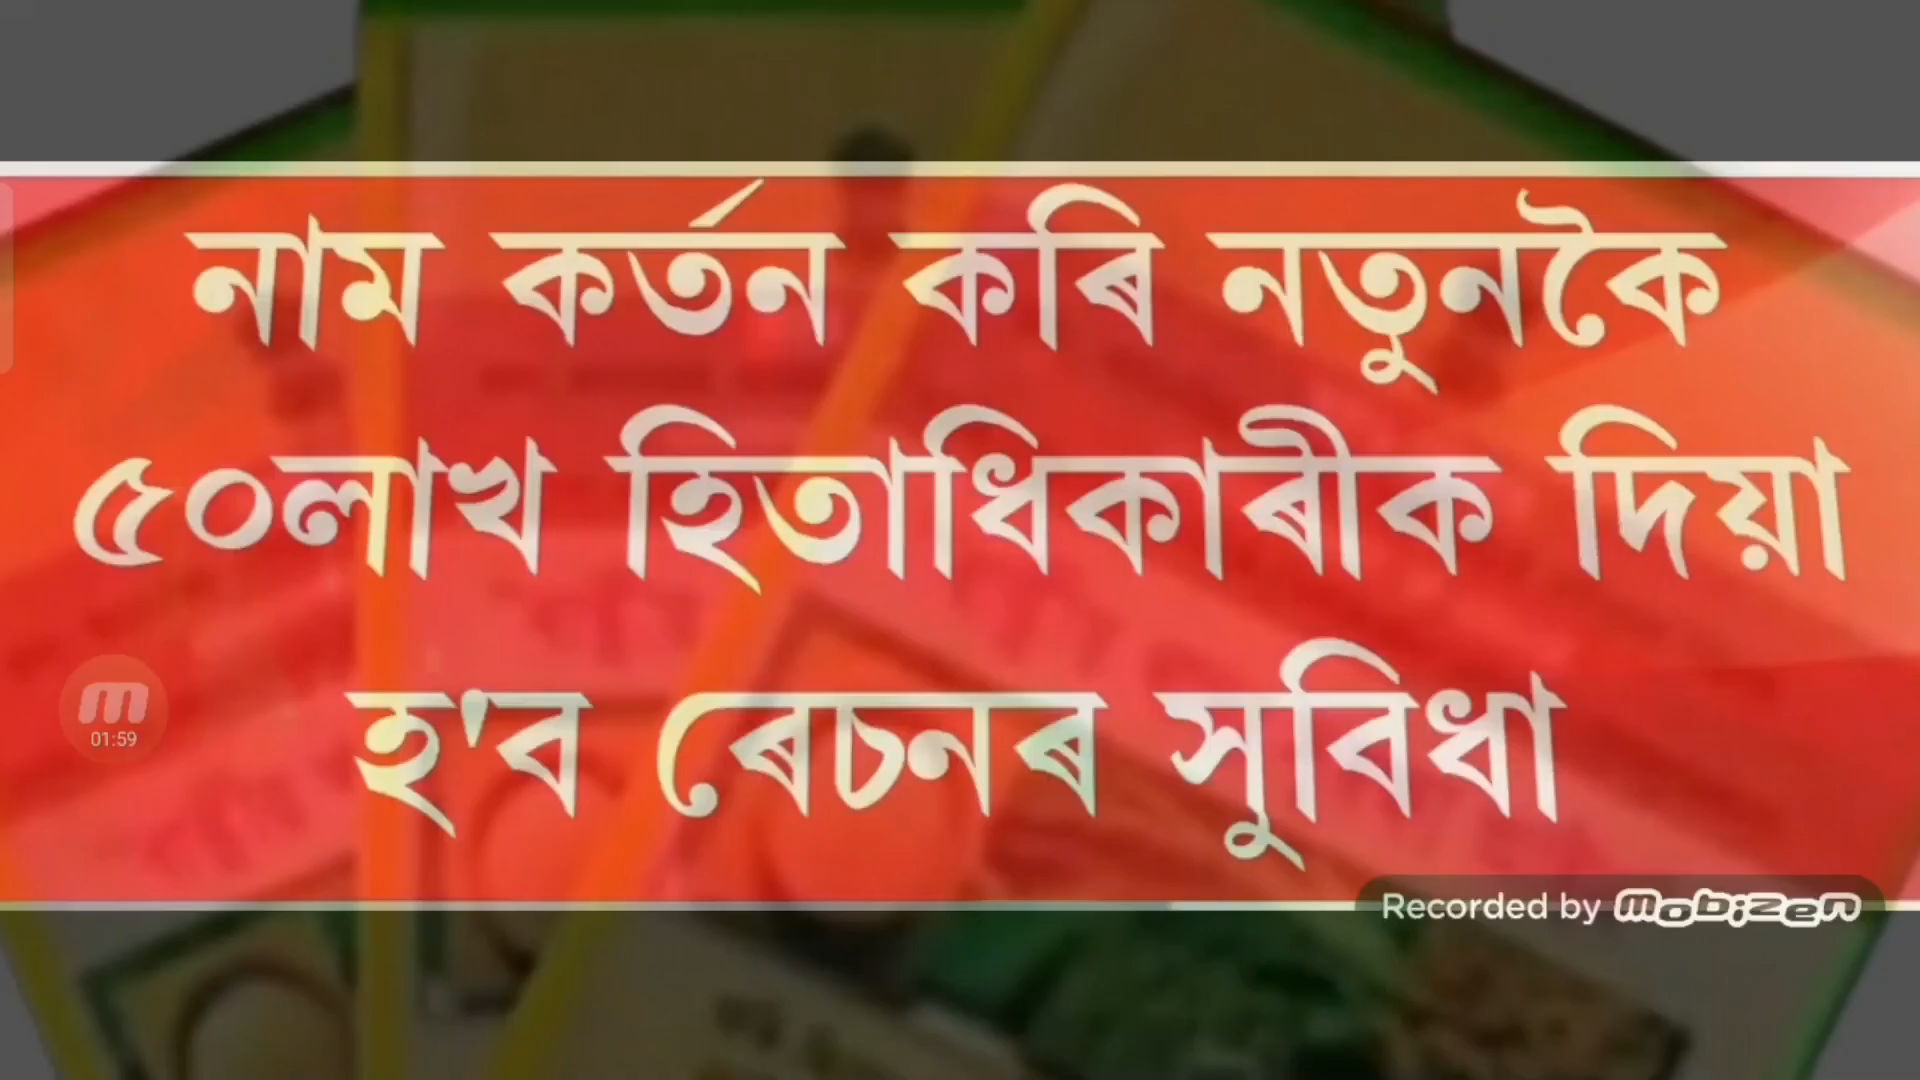 নাম কৰ্তন কৰি নতুনকৈ
৫০লাখ হিতাধিকাৰীক দিয়া
হ'ব ৰেচনৰ সুবিধা
01:59
Recorded by mobizen